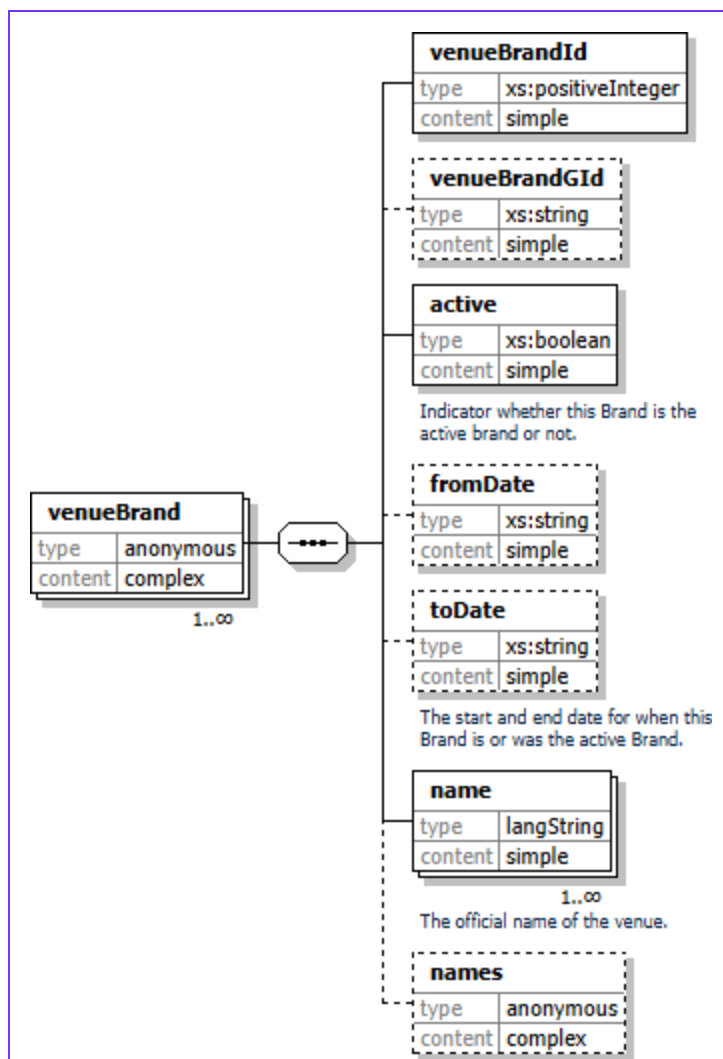 venueBrandId
type xs:positiveInteger
content simple
venueBrandGId
type xs:string
content simple
active
type xs:boolean
content simple
Indicator whether this Brand is the
active brand or not.
fromDate
type xs:string
content simple
venueBrand
type anonymous
content complex
1..∞
toDate
type xs:string
content simple
The start and end date for when this
Brand is or was the active Brand.
name
type langString
content simple
1..∞
The official name of the venue.
names
type anonymous
content complex